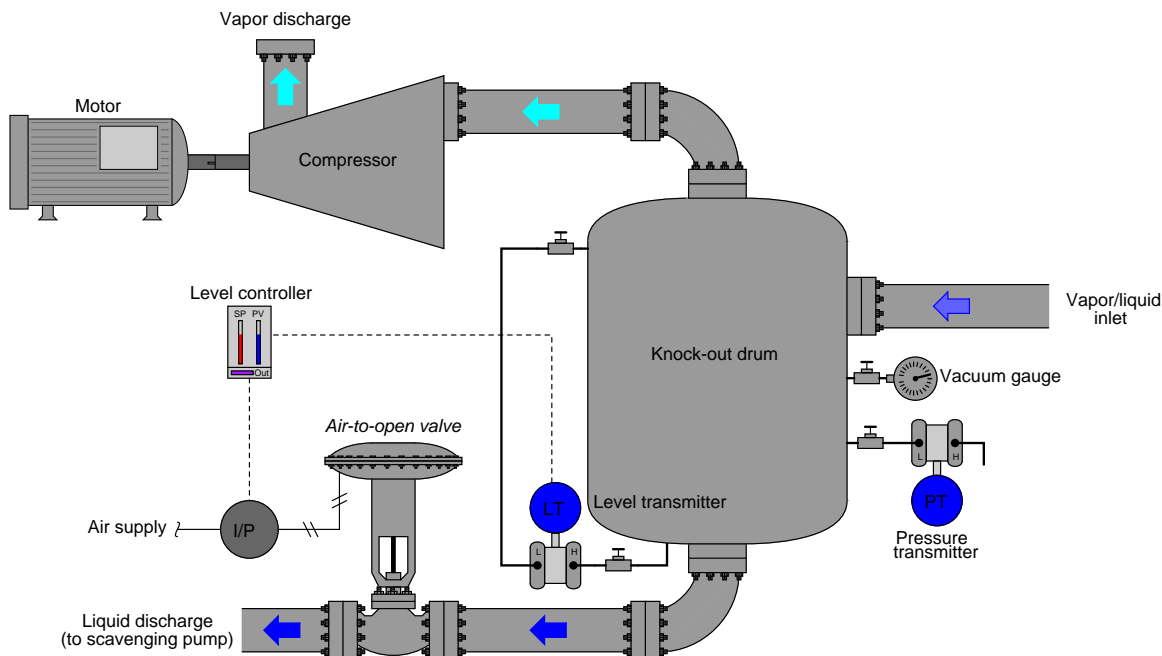 Vapor discharge
Motor
Compressor
Level controller
SP PV
Out
Vapor/liquid
inlet
Knock-out drum
Vacuum gauge
Air-to-open valve
L H
LT
Level transmitter
PT
Pressure
transmitter
Air supply
I/P
L H
Liquid discharge
(to scavenging pump)